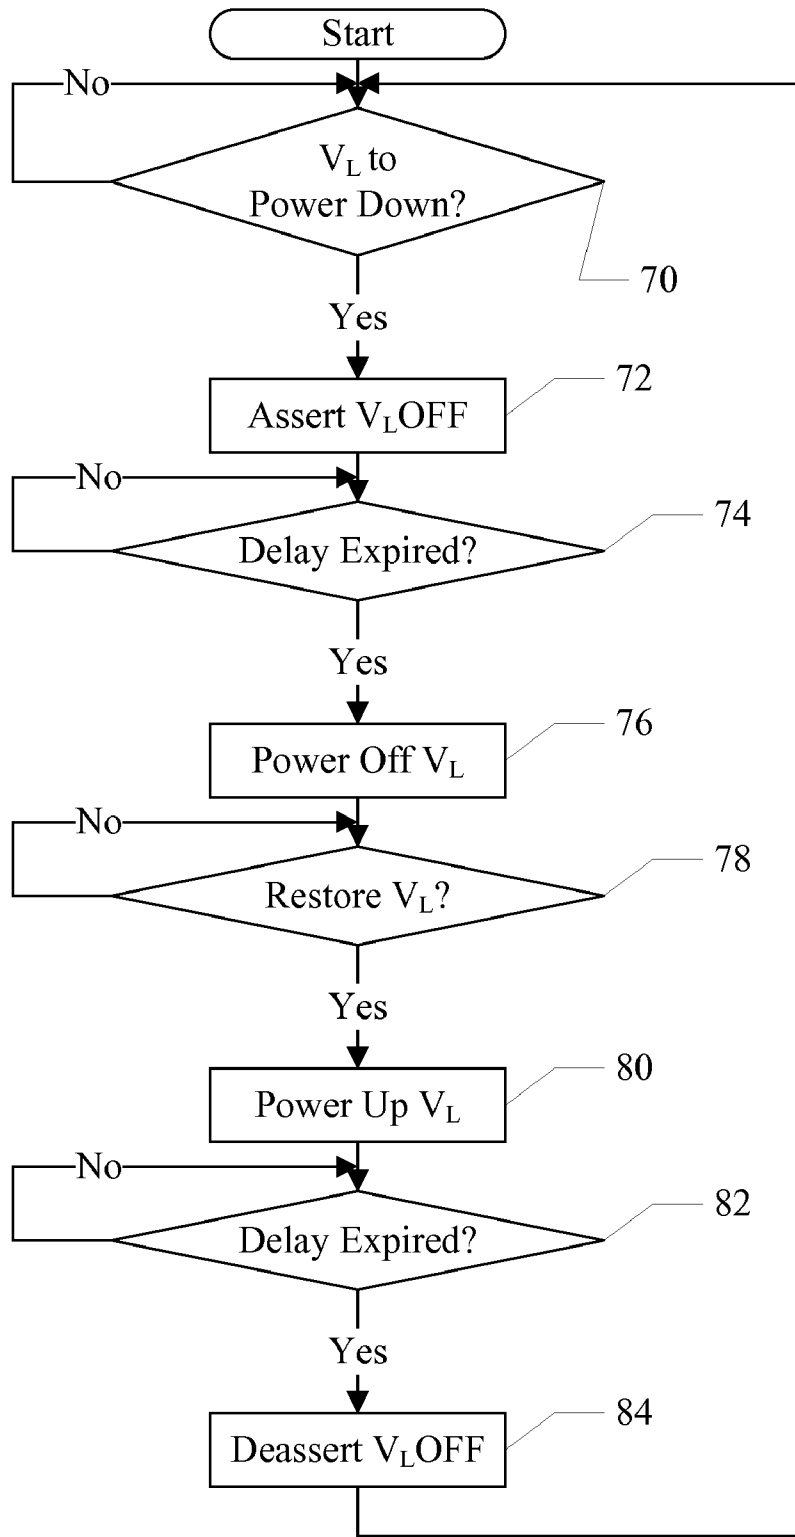 Start
No
V_L to
Power Down?
70
Yes
72
Assert V_LOFF
No
74
Delay Expired?
Yes
76
Power Off V_L
No
78
Restore V_L?
Yes
80
Power Up V_L
No
82
Delay Expired?
Yes
84
Deassert V_LOFF